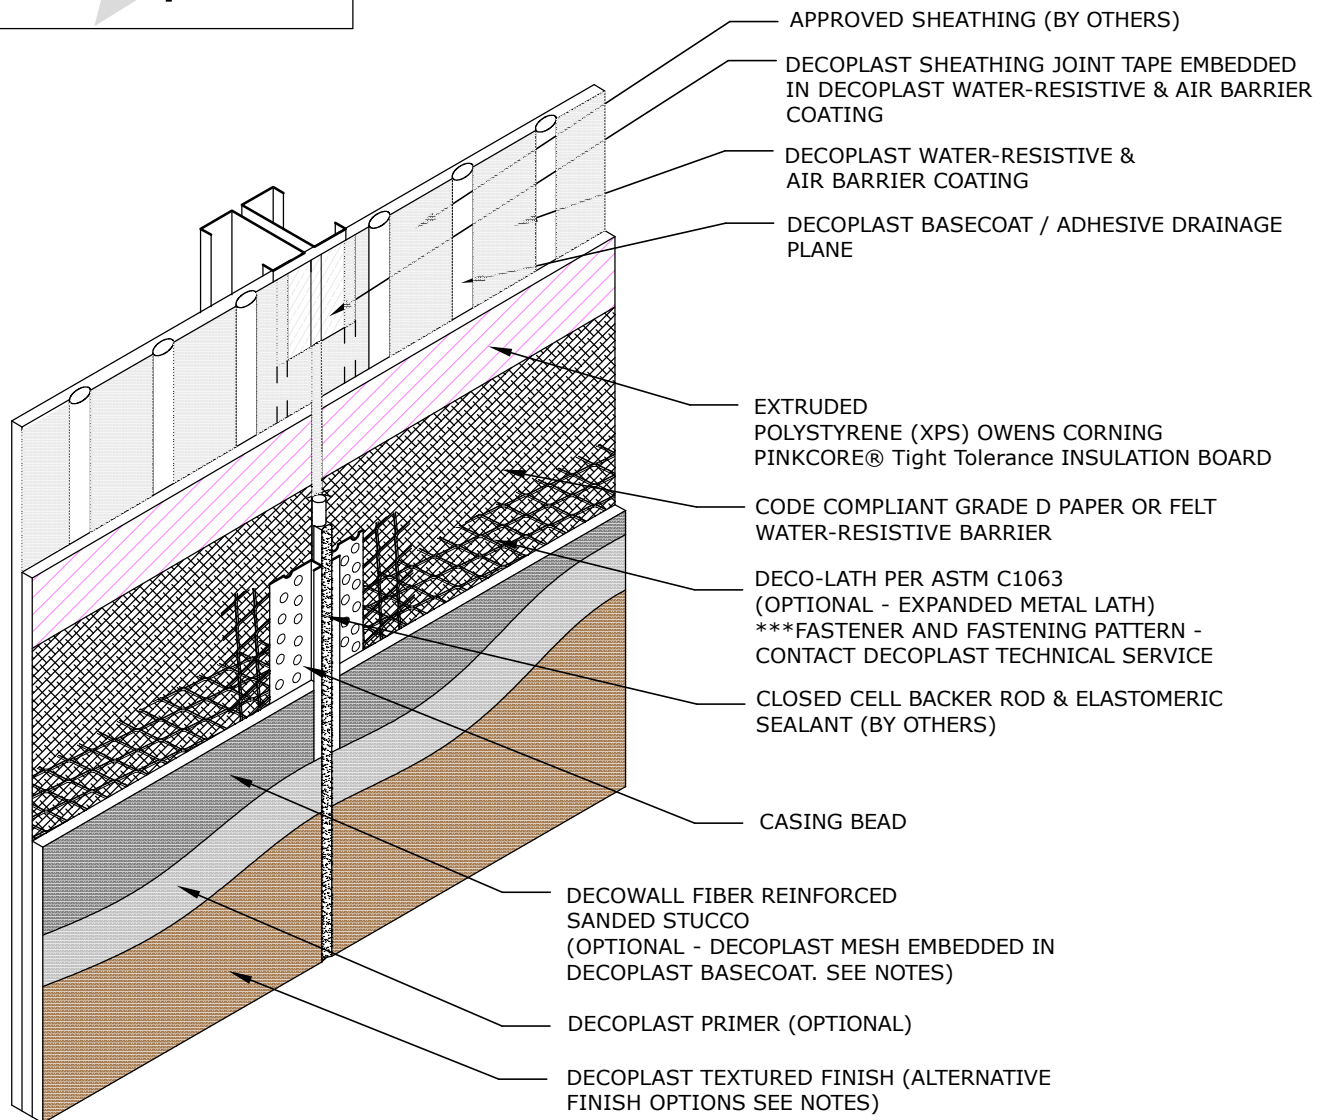 APPROVED SHEATHING (BY OTHERS)
DECOPLAST SHEATHING JOINT TAPE EMBEDDED
IN DECOPLAST WATER-RESISTIVE & AIR BARRIER
COATING
DECOPLAST WATER-RESISTIVE &
AIR BARRIER COATING
DECOPLAST BASECOAT / ADHESIVE DRAINAGE
PLANE
EXTRUDED
POLYSTYRENE (XPS) OWENS CORNING
PINKCORE® Tight Tolerance INSULATION BOARD
CODE COMPLIANT GRADE D PAPER OR FELT
WATER-RESISTIVE BARRIER
DECO-LATH PER ASTM C1063
(OPTIONAL - EXPANDED METAL LATH)
***FASTENER AND FASTENING PATTERN -
CONTACT DECOPLAST TECHNICAL SERVICE
CLOSED CELL BACKER ROD & ELASTOMERIC
SEALANT (BY OTHERS)
CASING BEAD
DECOWALL FIBER REINFORCED
SANDED STUCCO
(OPTIONAL - DECOPLAST MESH EMBEDDED IN
DECOPLAST BASECOAT. SEE NOTES)
DECOPLAST PRIMER (OPTIONAL)
DECOPLAST TEXTURED FINISH (ALTERNATIVE
FINISH OPTIONS SEE NOTES)